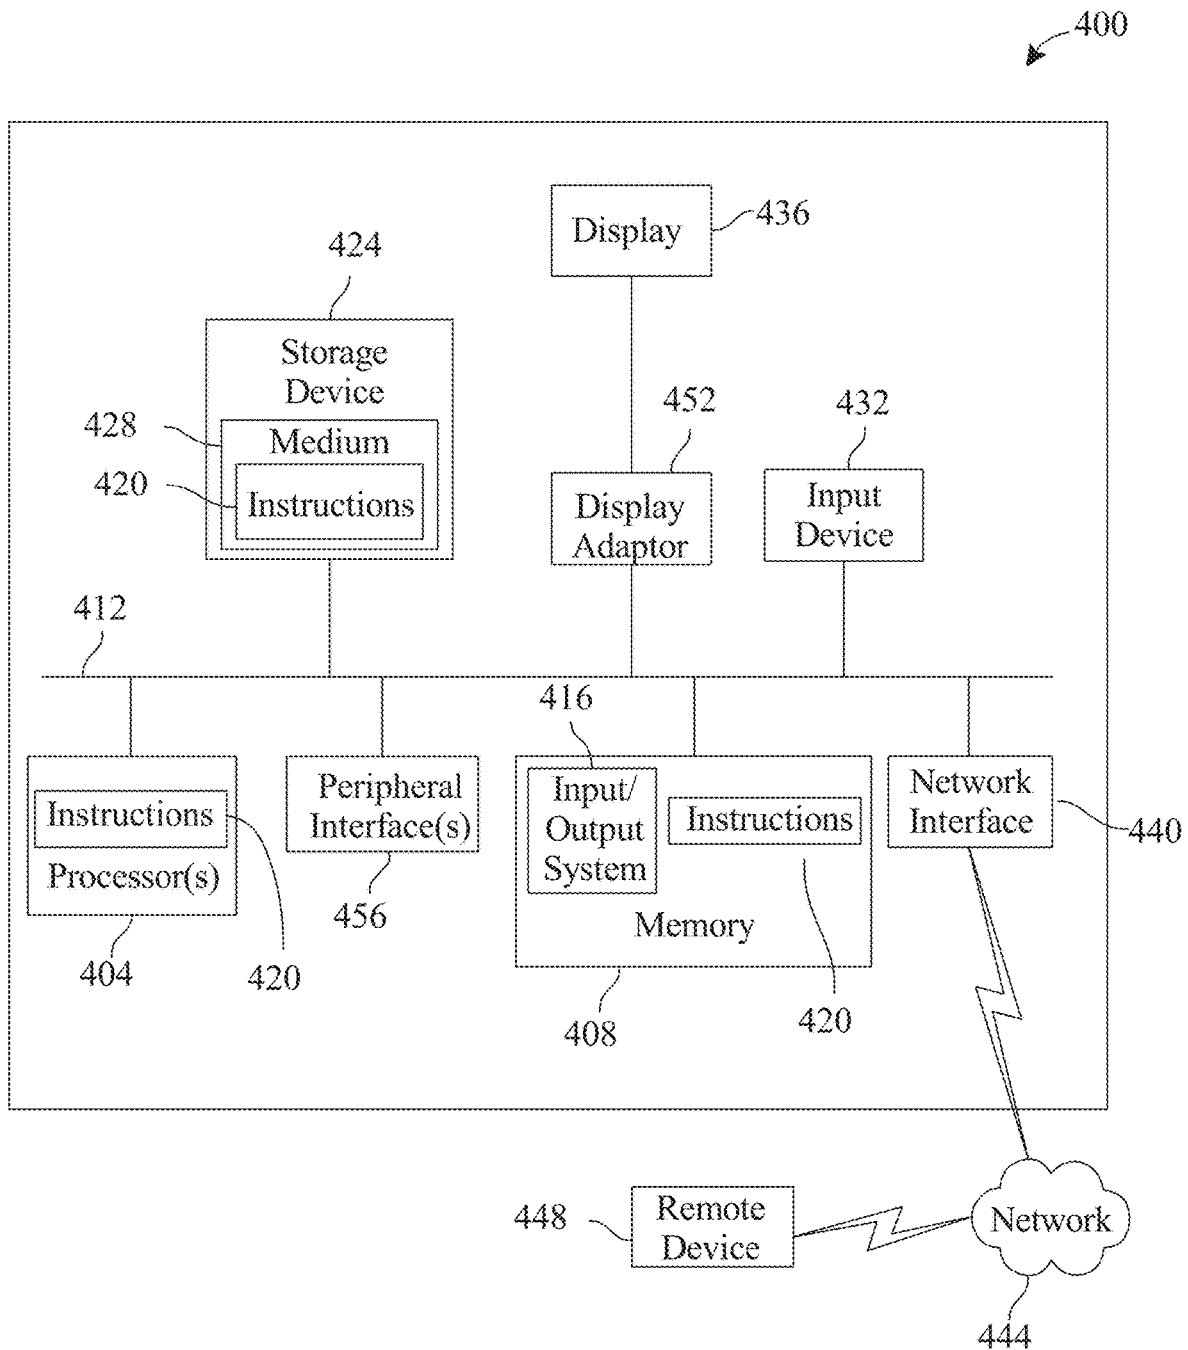 400
Display
436
424
Storage
Device
428
Medium
420
Instructions
452
Display
Adaptor
432
Input
Device
412
Instructions
Processor(s)
404
420
Peripheral
Interface(s)
456
416
Input/
Output
System
Instructions
Memory
408
420
Network
Interface
440
448
Remote
Device
Network
444